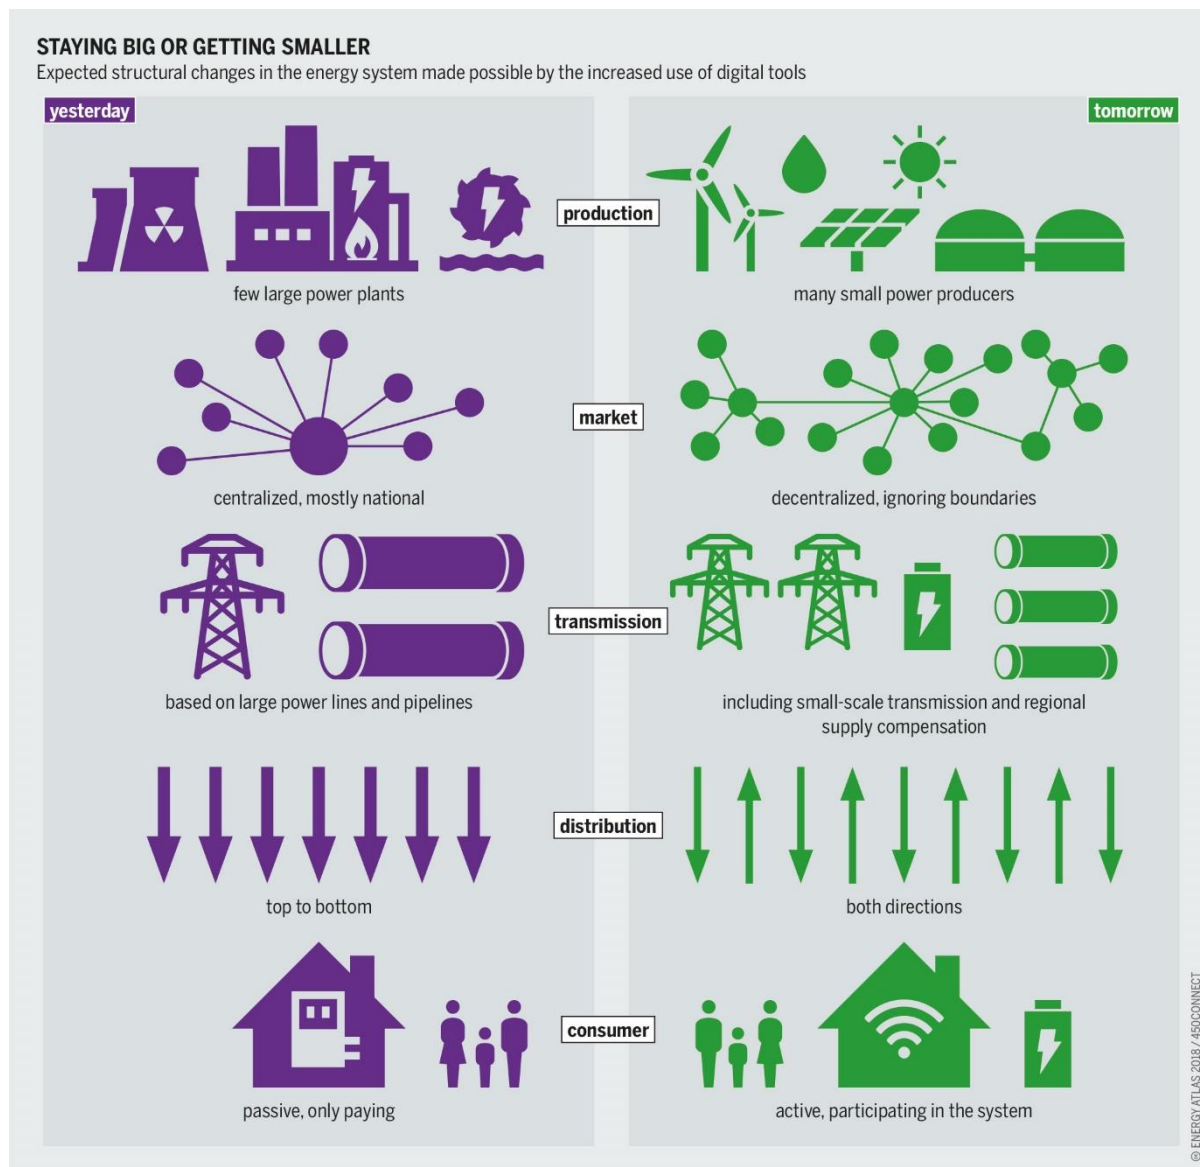 STAYING BIG OR GETTING SMALLER
Expected structural changes in the energy system made possible by the increased use of digital tools
yesterday
tomorrow
production
few large power plants
many small power producers
market
centralized, mostly national
decentralized, ignoring boundaries
transmission
based on large power lines and pipelines
including small-scale transmission and regional
supply compensation
distribution
top to bottom
both directions
consumer
passive, only paying
active, participating in the system
© ENERGY ATLAS 2018 / 450CONNECT